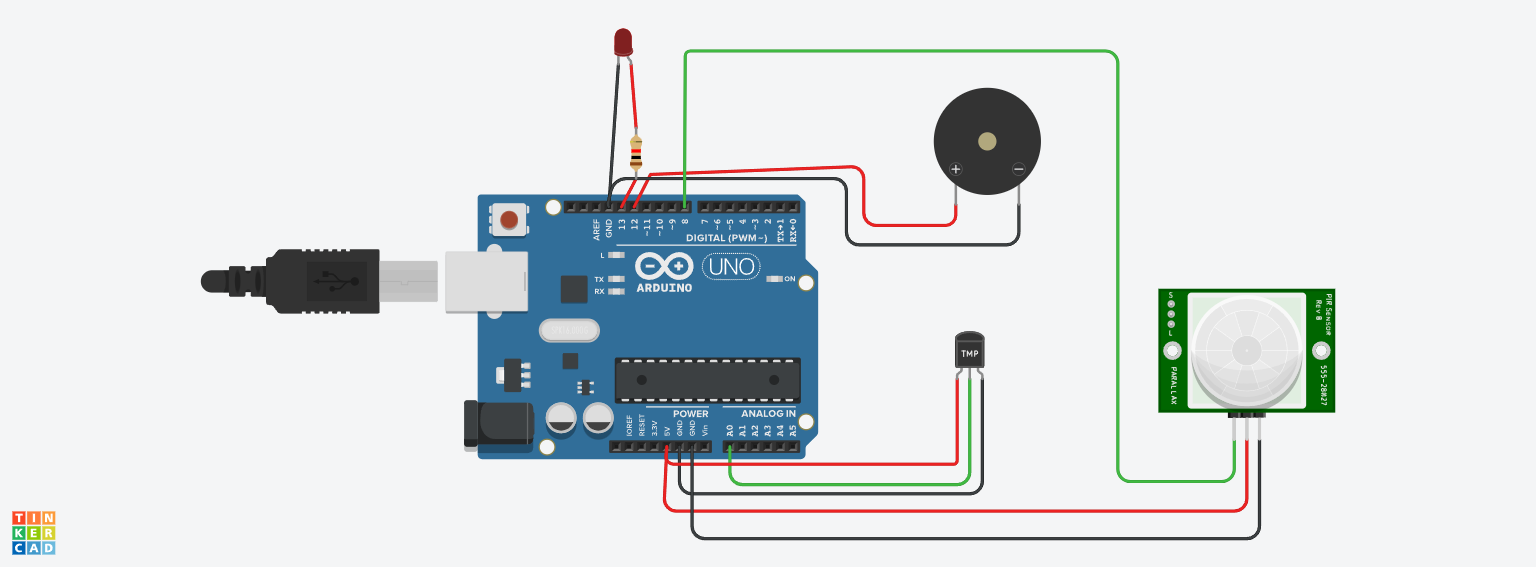 AREF
GND
13
12
~11
~10
~9
8
7
~6
~5
4
~3
2
TX→1
RX←0
DIGITAL (PWM~)
L
TX
RX
ARDUINO
UNO
ON
TMP
POWER
ANALOG IN
IOREF
RESET
3.3V
5V
GND
GND
Vin
A0
A1
A2
A3
A4
A5
S
L
PARALLAX
PIR Sensor
Rev B
555-28027
+
−
TIN
KER
CAD